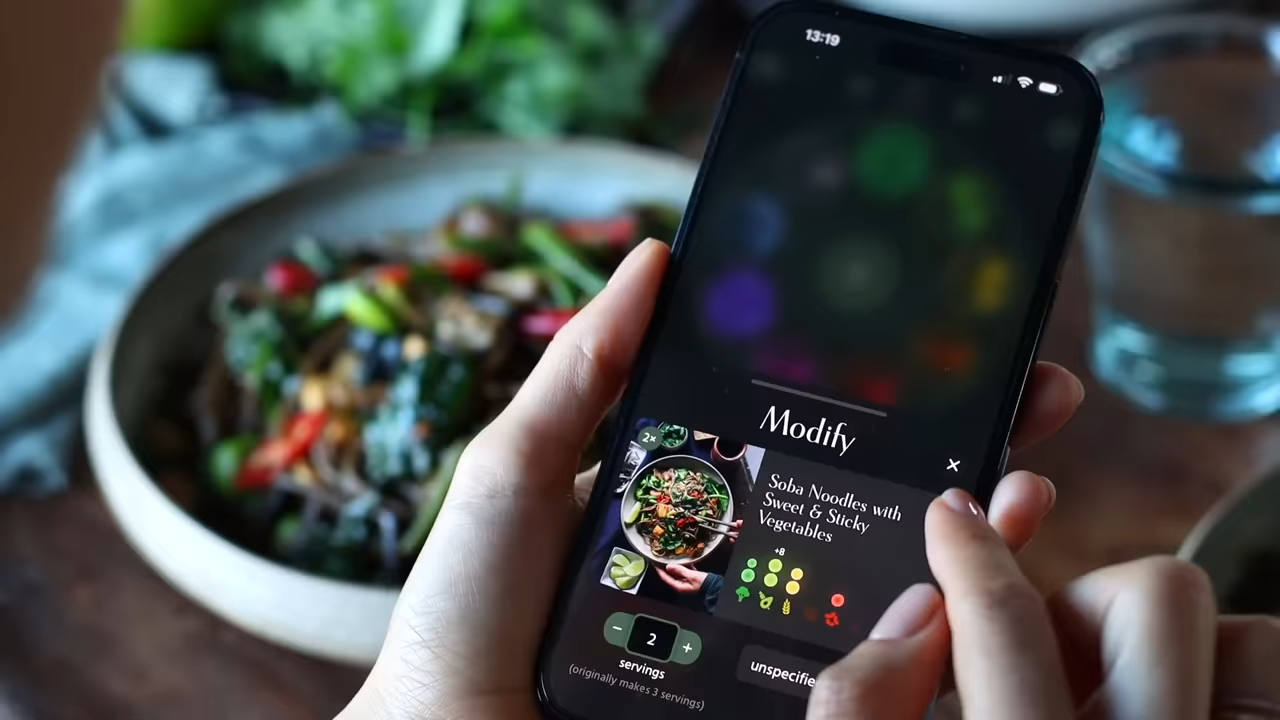 13:19
Modify
×
2×
Soba Noodles with
Sweet & Sticky
Vegetables
+8
− 2 +
servings
(originally makes 3 servings)
unspecifie